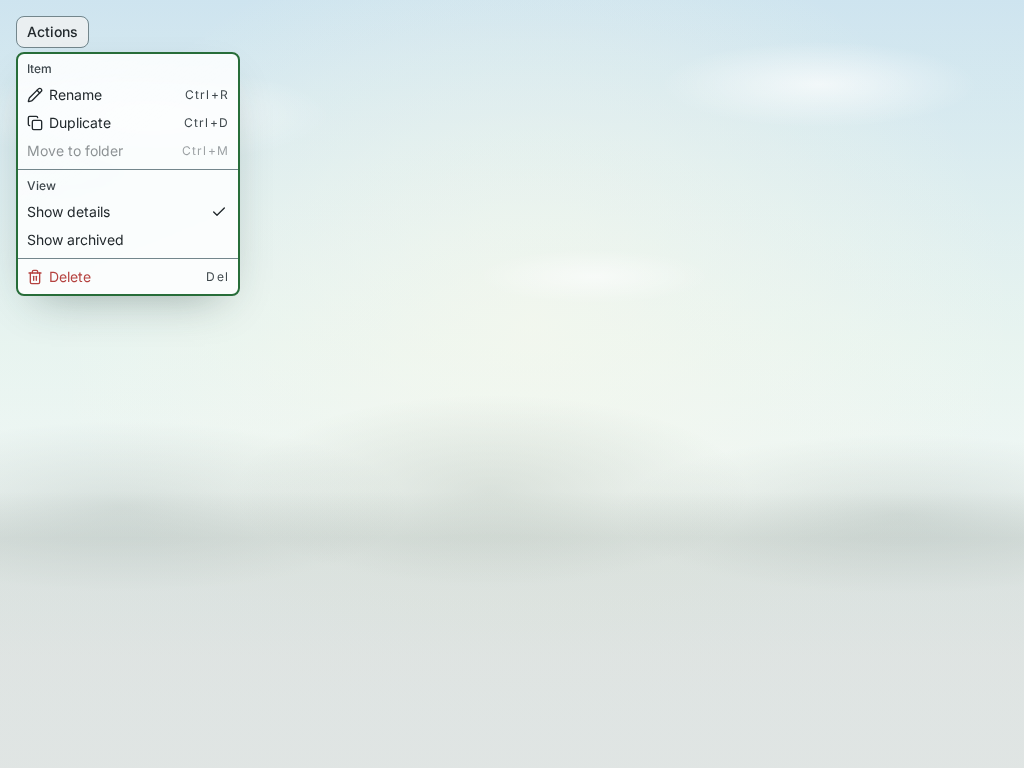 Actions
Item
Rename Ctrl+R
Duplicate Ctrl+D
Move to folder Ctrl+M
View
Show details
Show archived
Delete Del